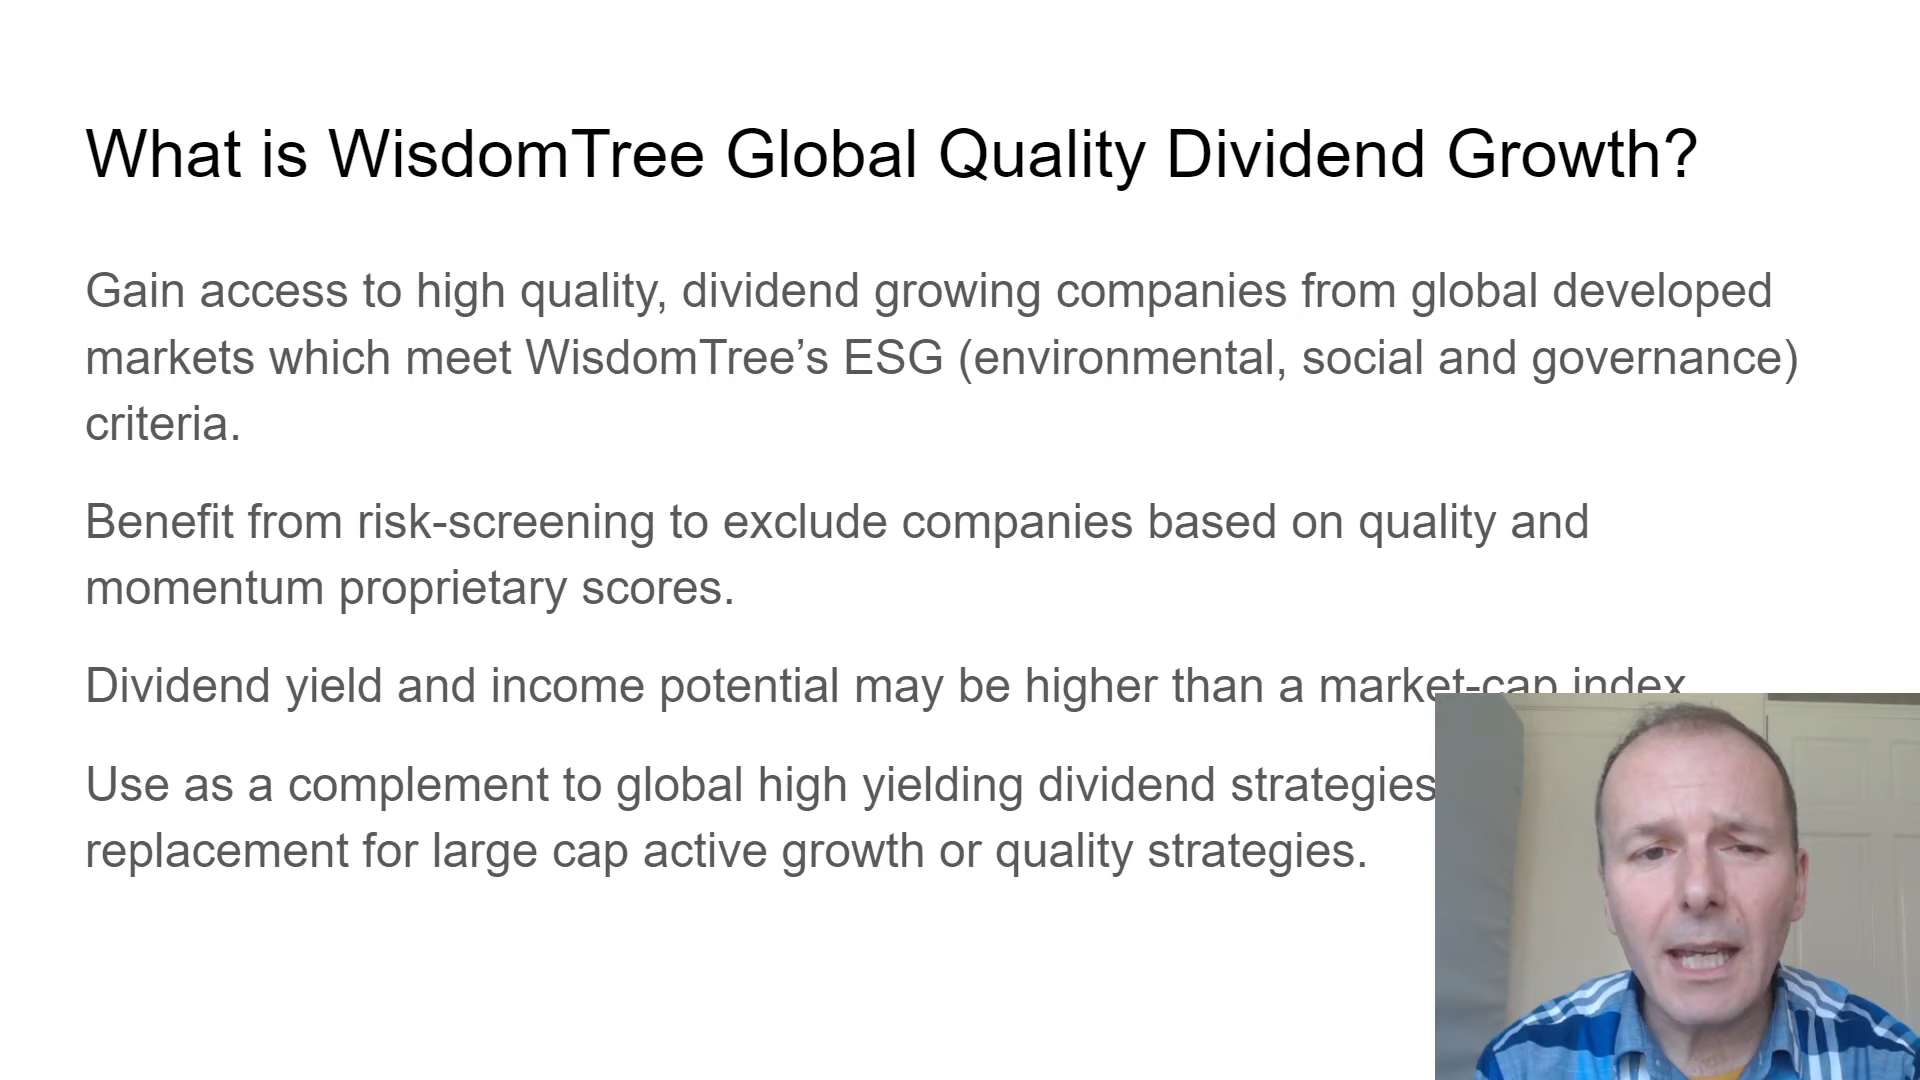 What is WisdomTree Global Quality Dividend Growth?
Gain access to high quality, dividend growing companies from global developed
markets which meet WisdomTree’s ESG (environmental, social and governance)
criteria.
Benefit from risk-screening to exclude companies based on quality and
momentum proprietary scores.
Dividend yield and income potential may be higher than a market-cap index
Use as a complement to global high yielding dividend strategies
replacement for large cap active growth or quality strategies.